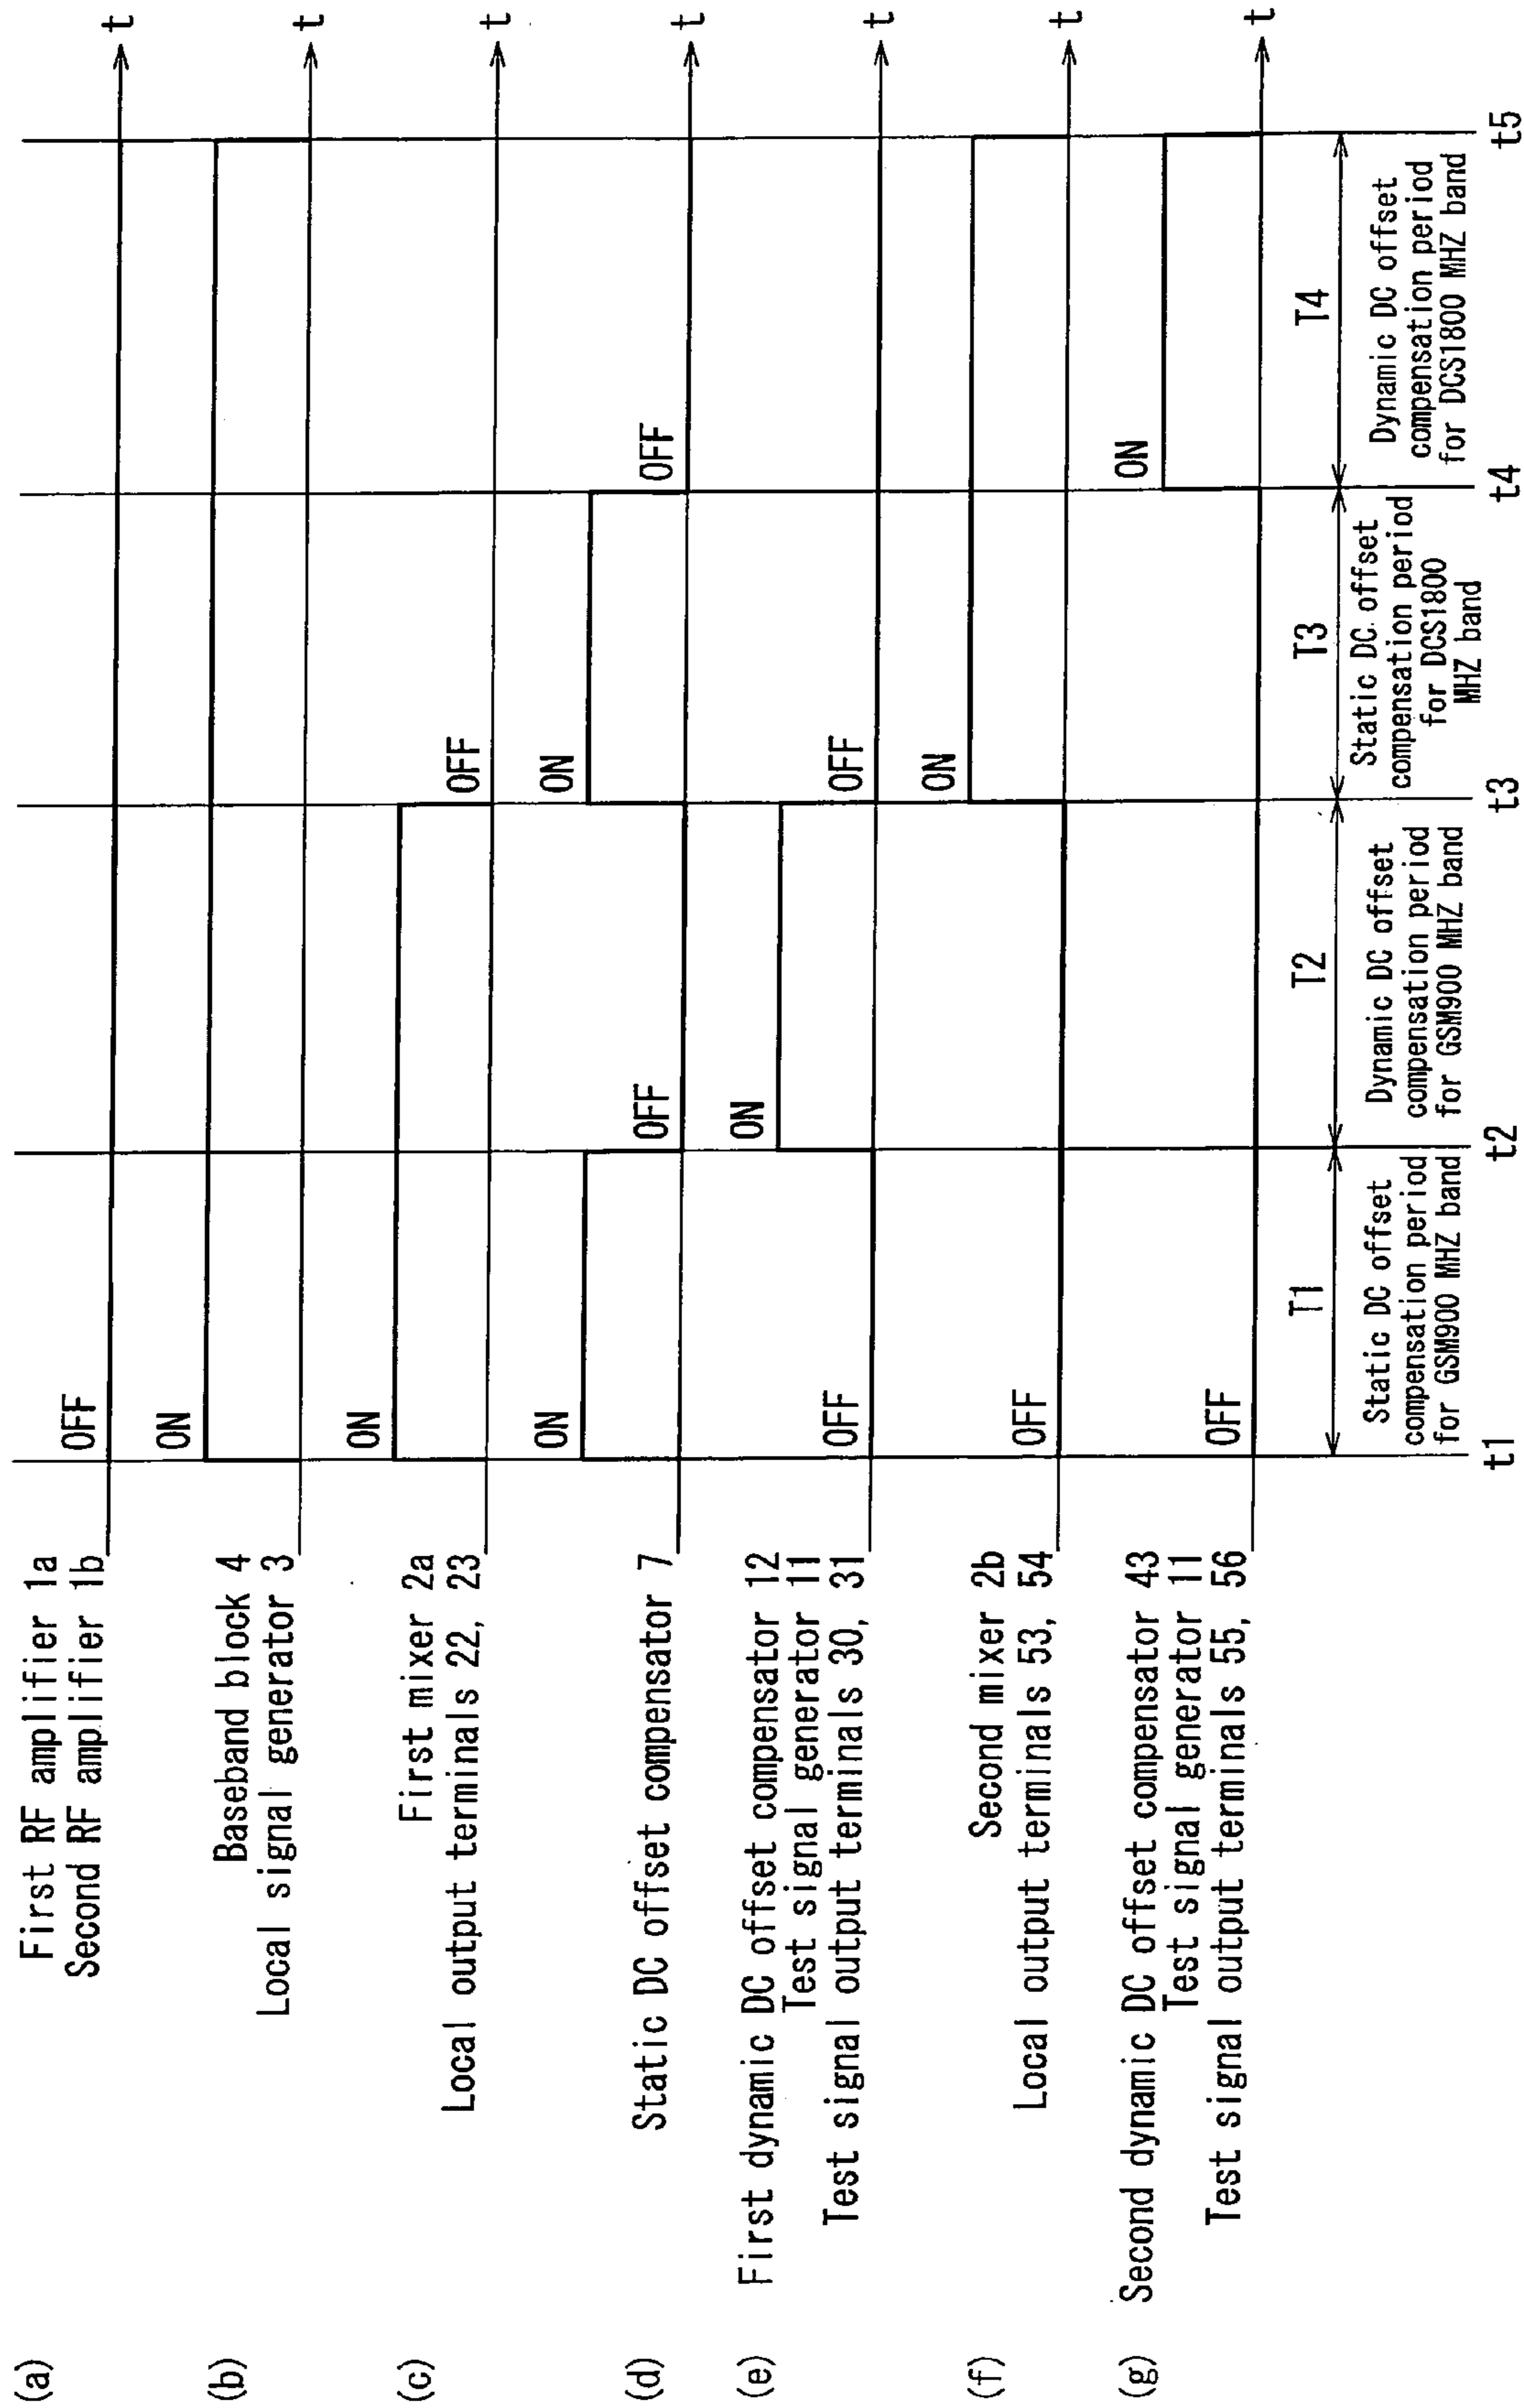 (a)
First RF amplifier 1a
Second RF amplifier 1b
OFF
t
(b)
Baseband block 4
Local signal generator 3
ON
t
(c)
First mixer 2a
Local output terminals 22, 23
ON
OFF
t
(d)
Static DC offset compensator 7
ON
OFF
ON
OFF
t
(e)
First dynamic DC offset compensator 12
Test signal generator 11
Test signal output terminals 30, 31
OFF
ON
OFF
t
(f)
Second mixer 2b
Local output terminals 53, 54
OFF
ON
t
(g)
Second dynamic DC offset compensator 43
Test signal generator 11
Test signal output terminals 55, 56
OFF
ON
t
T1
T2
T3
T4
Static DC offset
compensation period
for GSM900 MHZ band
Dynamic DC offset
compensation period
for GSM900 MHZ band
Static DC offset
compensation period
for DCS1800
MHZ band
Dynamic DC offset
compensation period
for DCS1800 MHZ band
t1
t2
t3
t4
t5